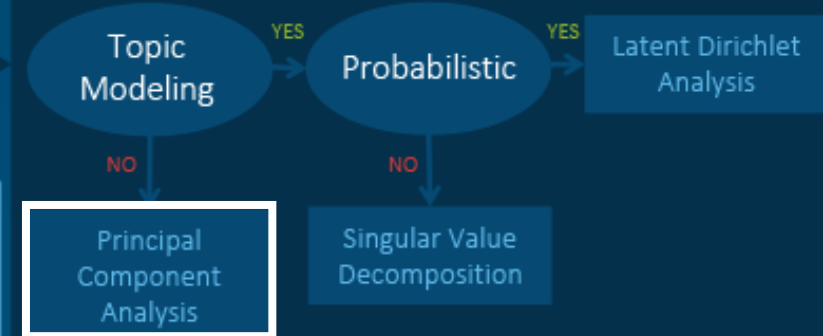 Topic
Modeling
YES
Probabilistic
YES
Latent Dirichlet
Analysis
NO
NO
Principal
Component
Analysis
Singular Value
Decomposition